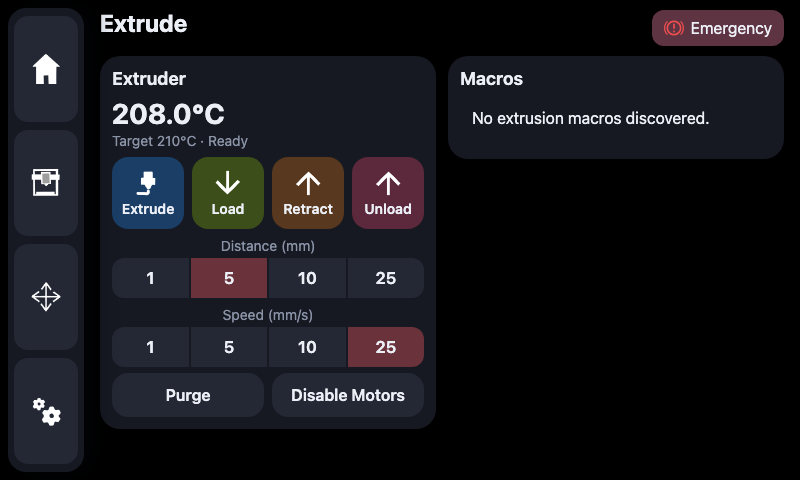 Extrude
Emergency
Extruder
208.0°C
Target 210°C · Ready
Extrude
Load
Retract
Unload
Distance (mm)
1 5 10 25
Speed (mm/s)
1 5 10 25
Purge
Disable Motors
Macros
No extrusion macros discovered.